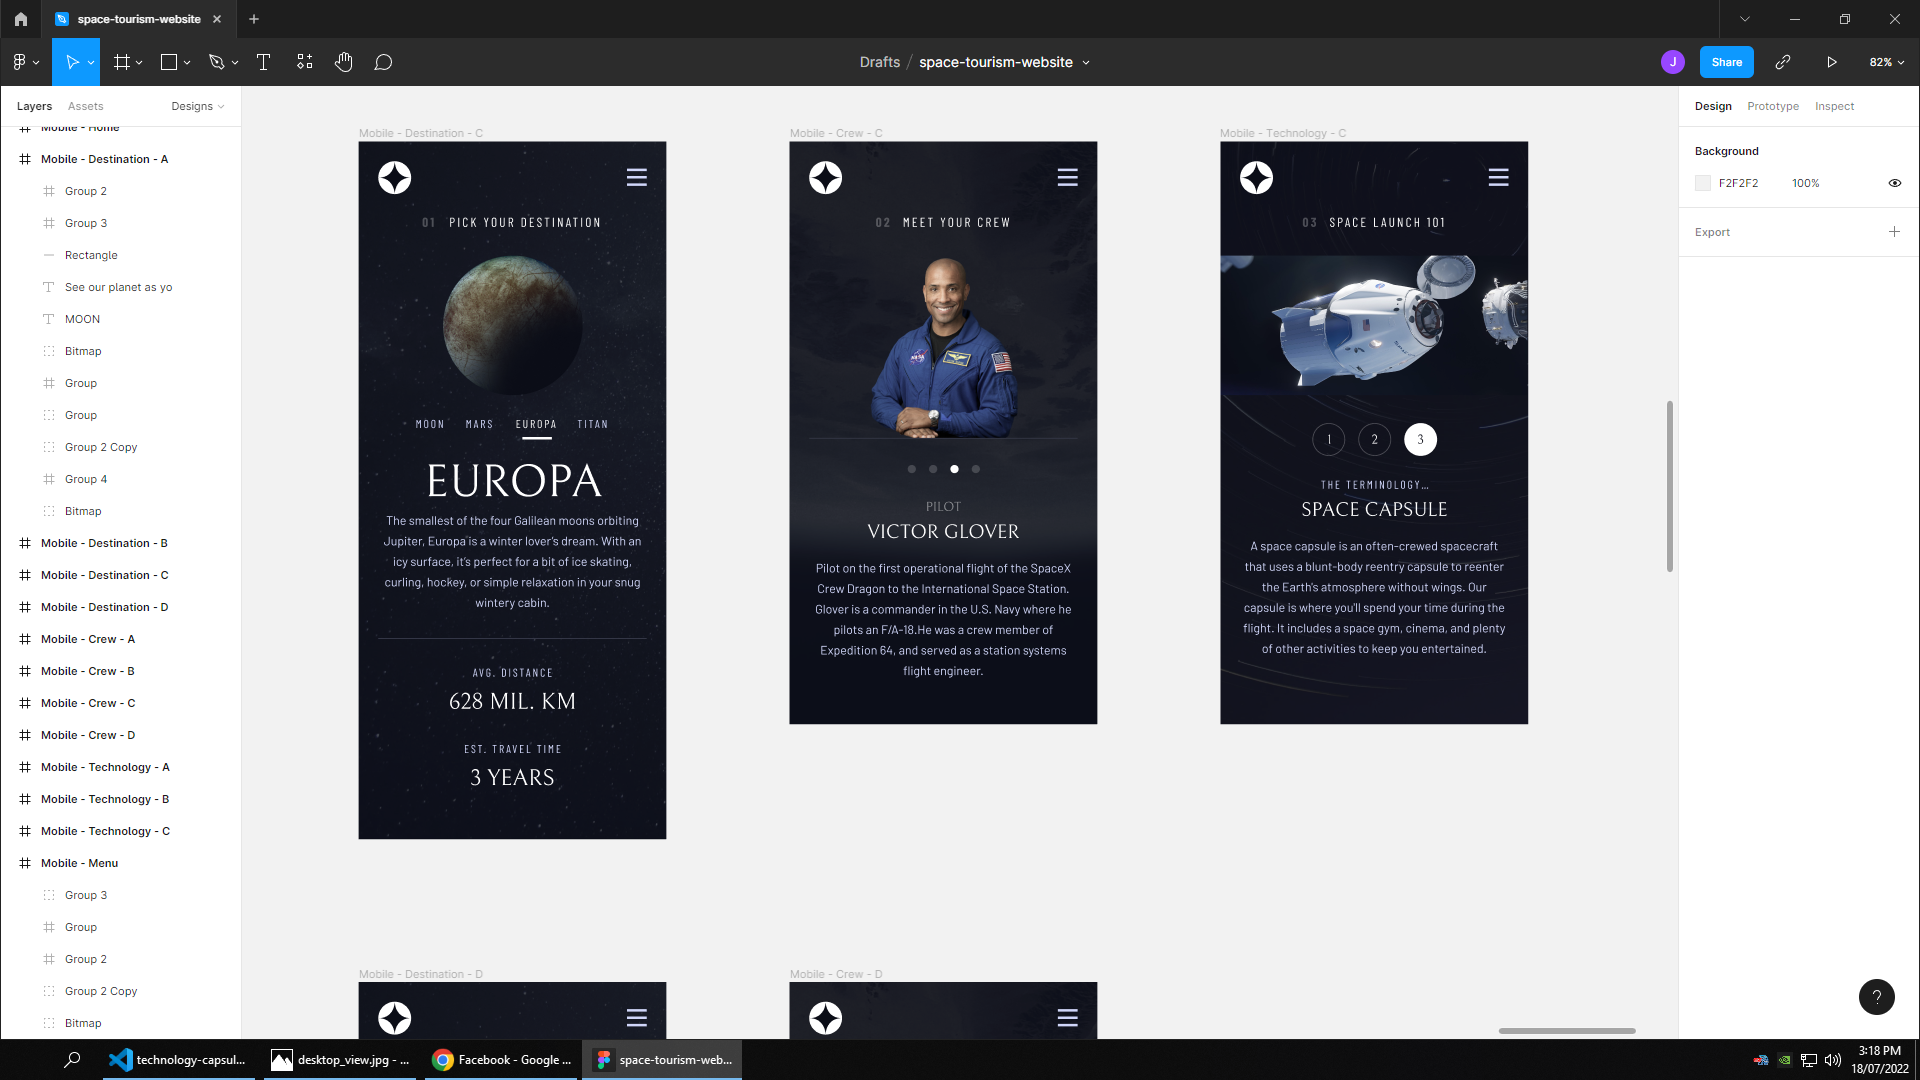 space-tourism-website
Drafts / space-tourism-website
J
Share
82%
Layers
Assets
Designs
Mobile - Home
Mobile - Destination - A
Group 2
Group 3
Rectangle
See our planet as yo
MOON
Bitmap
Group
Group
Group 2 Copy
Group 4
Bitmap
Mobile - Destination - B
Mobile - Destination - C
Mobile - Destination - D
Mobile - Crew - A
Mobile - Crew - B
Mobile - Crew - C
Mobile - Crew - D
Mobile - Technology - A
Mobile - Technology - B
Mobile - Technology - C
Mobile - Menu
Group 3
Group
Group 2
Group 2 Copy
Bitmap
Mobile - Destination - C
01 PICK YOUR DESTINATION
MOON MARS EUROPA TITAN
EUROPA
The smallest of the four Galilean moons orbiting
Jupiter, Europa is a winter lover's dream. With an
icy surface, it's perfect for a bit of ice skating,
curling, hockey, or simple relaxation in your snug
wintery cabin.
AVG. DISTANCE
628 MIL. KM
EST. TRAVEL TIME
3 YEARS
Mobile - Crew - C
02 MEET YOUR CREW
NASA
PILOT
VICTOR GLOVER
Pilot on the first operational flight of the SpaceX
Crew Dragon to the International Space Station.
Glover is a commander in the U.S. Navy where he
pilots an F/A-18.He was a crew member of
Expedition 64, and served as a station systems
flight engineer.
Mobile - Technology - C
03 SPACE LAUNCH 101
1 2 3
THE TERMINOLOGY...
SPACE CAPSULE
A space capsule is an often-crewed spacecraft
that uses a blunt-body reentry capsule to reenter
the Earth's atmosphere without wings. Our
capsule is where you'll spend your time during the
flight. It includes a space gym, cinema, and plenty
of other activities to keep you entertained.
Mobile - Destination - D
Mobile - Crew - D
Design
Prototype
Inspect
Background
F2F2F2
100%
Export
?
technology-capsul...
desktop_view.jpg - ...
Facebook - Google ...
space-tourism-web...
3:18 PM
18/07/2022